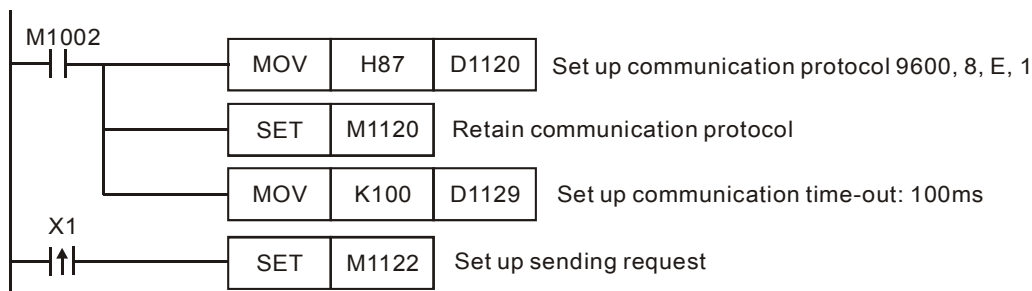 M1002
MOV H87 D1120 Set up communication protocol 9600, 8, E, 1
SET M1120 Retain communication protocol
MOV K100 D1129 Set up communication time-out: 100ms
X1
SET M1122 Set up sending request